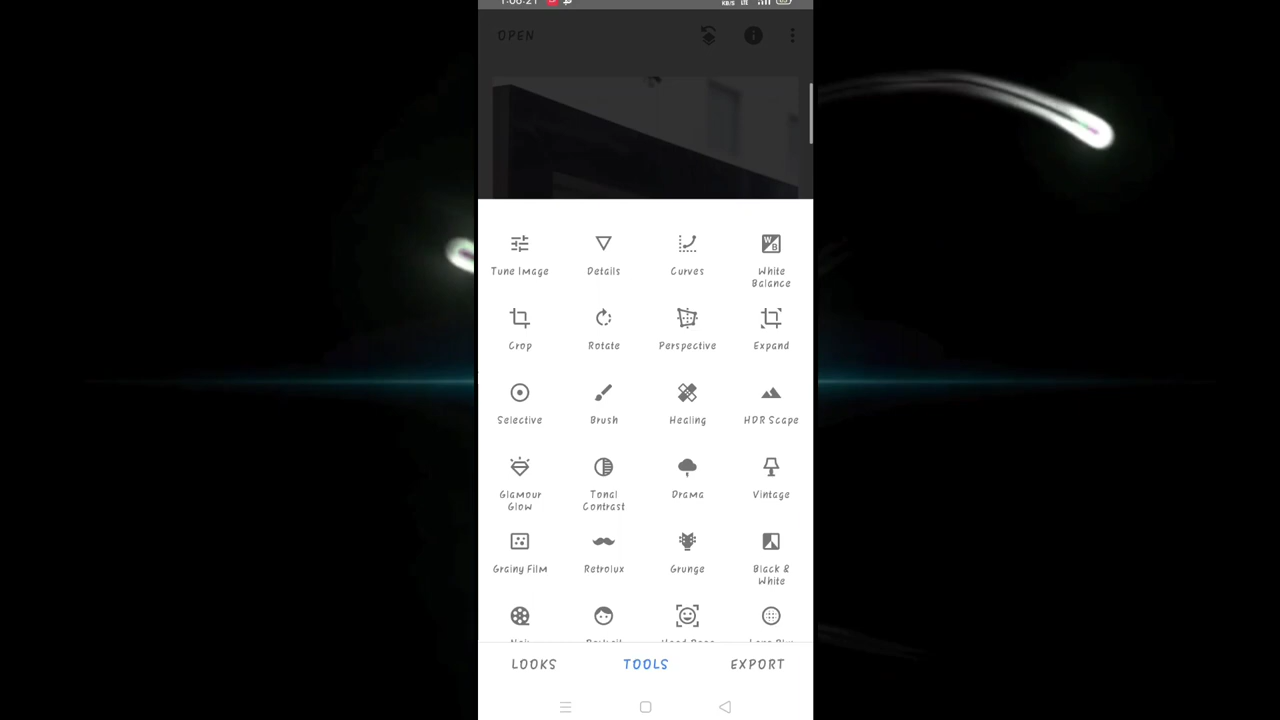 OPEN
Tune Image
Details
Curves
White
Balance
Crop
Rotate
Perspective
Expand
Selective
Brush
Healing
HDR Scape
Glamour
Glow
Tonal
Contrast
Drama
Vintage
Grainy Film
Retrolux
Grunge
Black &
White
LOOKS
TOOLS
EXPORT